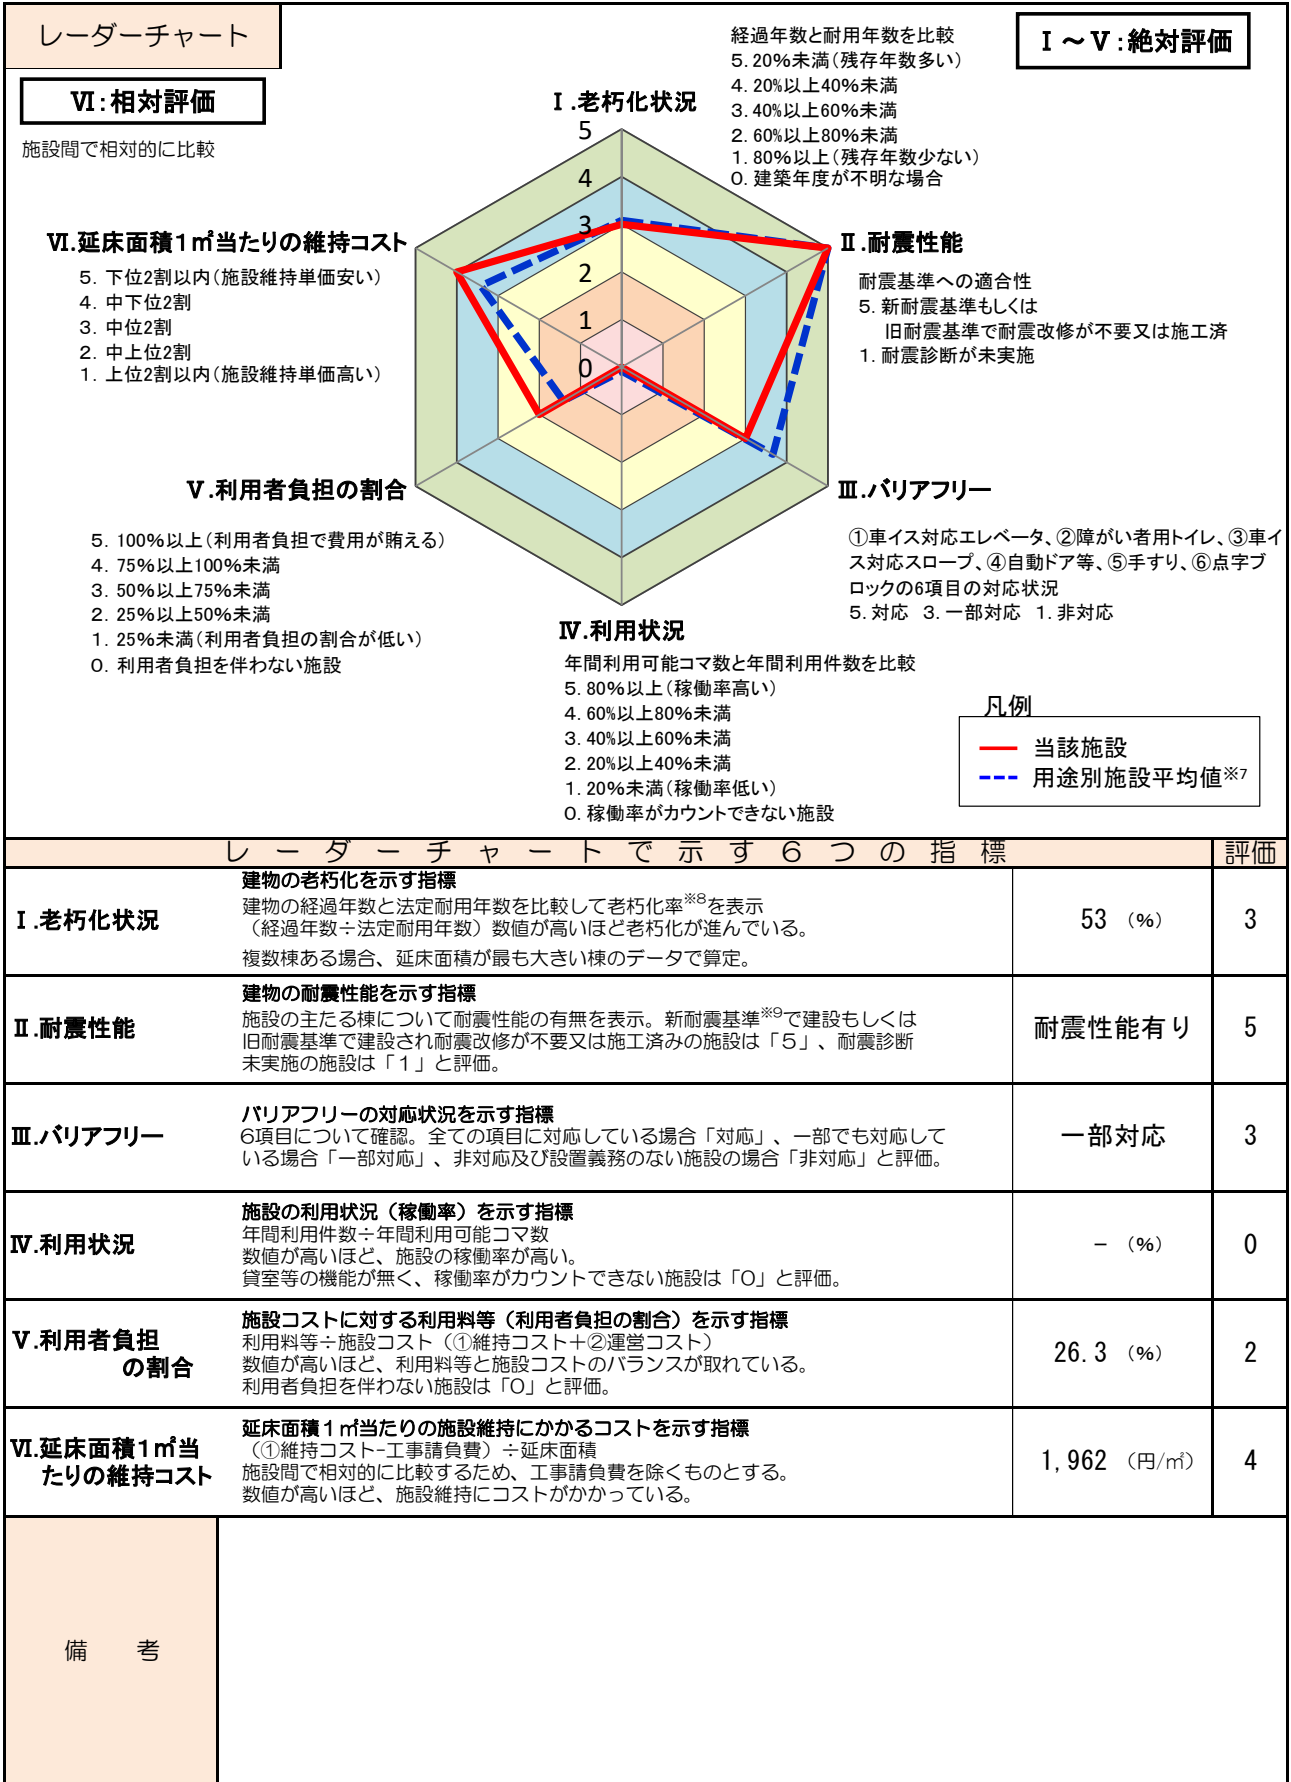 レーダーチャート
Ⅰ～Ⅴ:絶対評価
Ⅵ:相対評価
施設間で相対的に比較
経過年数と耐用年数を比較
5. 20%未満(残存年数多い)
4. 20%以上40%未満
3. 40%以上60%未満
2. 60%以上80%未満
1. 80%以上(残存年数少ない)
0. 建築年度が不明な場合
Ⅰ.老朽化状況
5
4
3
2
1
0
Ⅱ.耐震性能
耐震基準への適合性
5. 新耐震基準もしくは
旧耐震基準で耐震改修が不要又は施工済
1. 耐震診断が未実施
Ⅵ.延床面積1㎡当たりの維持コスト
5. 下位2割以内(施設維持単価安い)
4. 中下位2割
3. 中位2割
2. 中上位2割
1. 上位2割以内(施設維持単価高い)
Ⅴ.利用者負担の割合
5. 100%以上(利用者負担で費用が賄える)
4. 75%以上100%未満
3. 50%以上75%未満
2. 25%以上50%未満
1. 25%未満(利用者負担の割合が低い)
0. 利用者負担を伴わない施設
Ⅲ.バリアフリー
①車イス対応エレベータ、②障がい者用トイレ、③車イ
ス対応スロープ、④自動ドア等、⑤手すり、⑥点字ブ
ロックの6項目の対応状況
5. 対応 3. 一部対応 1. 非対応
Ⅳ.利用状況
年間利用可能コマ数と年間利用件数を比較
5. 80%以上(稼働率高い)
4. 60%以上80%未満
3. 40%以上60%未満
2. 20%以上40%未満
1. 20%未満(稼働率低い)
0. 稼働率がカウントできない施設
凡例
当該施設
用途別施設平均値※7
レーダーチャートで示す6つの指標 評価
Ⅰ.老朽化状況
建物の老朽化を示す指標
建物の経過年数と法定耐用年数を比較して老朽化率※8を表示
（経過年数÷法定耐用年数）数値が高いほど老朽化が進んでいる。
複数棟ある場合、延床面積が最も大きい棟のデータで算定。
53 (%) 3
Ⅱ.耐震性能
建物の耐震性能を示す指標
施設の主たる棟について耐震性能の有無を表示。新耐震基準※9で建設もしくは
旧耐震基準で建設され耐震改修が不要又は施工済みの施設は「5」、耐震診断
未実施の施設は「1」と評価。
耐震性能有り 5
Ⅲ.バリアフリー
バリアフリーの対応状況を示す指標
6項目について確認。全ての項目に対応している場合「対応」、一部でも対応して
いる場合「一部対応」、非対応及び設置義務のない施設の場合「非対応」と評価。
一部対応 3
Ⅳ.利用状況
施設の利用状況（稼働率）を示す指標
年間利用件数÷年間利用可能コマ数
数値が高いほど、施設の稼働率が高い。
貸室等の機能が無く、稼働率がカウントできない施設は「0」と評価。
－ (%) 0
Ⅴ.利用者負担
の割合
施設コストに対する利用料等（利用者負担の割合）を示す指標
利用料等÷施設コスト（①維持コスト＋②運営コスト）
数値が高いほど、利用料等と施設コストのバランスが取れている。
利用者負担を伴わない施設は「0」と評価。
26.3 (%) 2
Ⅵ.延床面積1㎡当
たりの維持コスト
延床面積１㎡当たりの施設維持にかかるコストを示す指標
（①維持コスト-工事請負費）÷延床面積
施設間で相対的に比較するため、工事請負費を除くものとする。
数値が高いほど、施設維持にコストがかかっている。
1,962 (円/㎡) 4
備 考